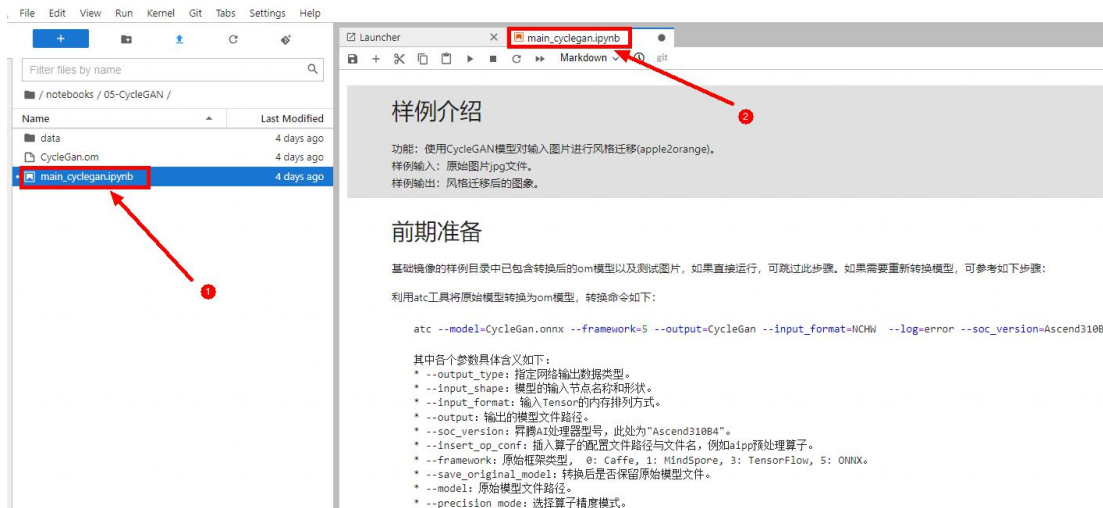 File Edit View Run Kernel Git Tabs Settings Help
+
Filter files by name
/ notebooks / 05-CycleGAN /
Name Last Modified
data 4 days ago
CycleGan.om 4 days ago
main_cyclegan.ipynb 4 days ago
1
Launcher
main_cyclegan.ipynb
Markdown
git
2
样例介绍
功能：使用CycleGAN模型对输入图片进行风格迁移(apple2orange)。
样例输入：原始图片jpg文件。
样例输出：风格迁移后的图象。
前期准备
基础镜像的样例目录中已包含转换后的om模型以及测试图片，如果直接运行，可跳过此步骤。如果需要重新转换模型，可参考如下步骤：
利用atc工具将原始模型转换为om模型，转换命令如下：
atc --model=CycleGan.onnx --framework=5 --output=CycleGan --input_format=NCHW --log=error --soc_version=Ascend310B
其中各个参数具体含义如下：
* --output_type：指定网络输出数据类型。
* --input_shape：模型的输入节点名称和形状。
* --input_format：输入Tensor的内存排列方式。
* --output：输出的模型文件路径。
* --soc_version：昇腾AI处理器型号，此处为"Ascend310B4"。
* --insert_op_conf：插入算子的配置文件路径与文件名，例如aipp预处理算子。
* --framework：原始框架类型， 0: Caffe, 1: MindSpore, 3: TensorFlow, 5: ONNX。
* --save_original_model：转换后是否保留原始模型文件。
* --model：原始模型文件路径。
* --precision_mode：选择算子精度模式。